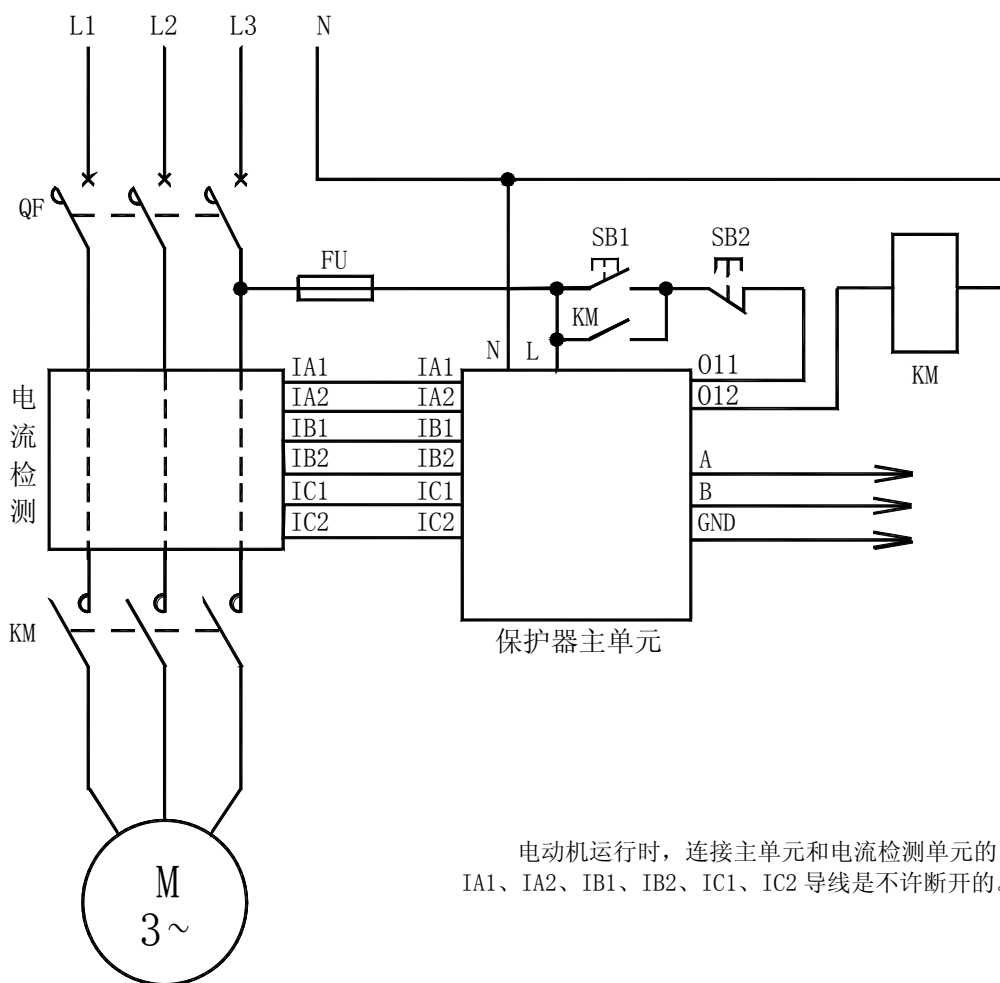 L1 L2 L3 N
QF
SB1 SB2
FU
KM
N L
KM
IA1 IA1 O11
IA2 IA2 O12
IB1 IB1
IB2 IB2 A
IC1 IC1 B
IC2 IC2 GND
电流检测
KM
保护器主单元
电动机运行时，连接主单元和电流检测单元的
IA1、IA2、IB1、IB2、IC1、IC2 导线是不许断开的。
M
3~